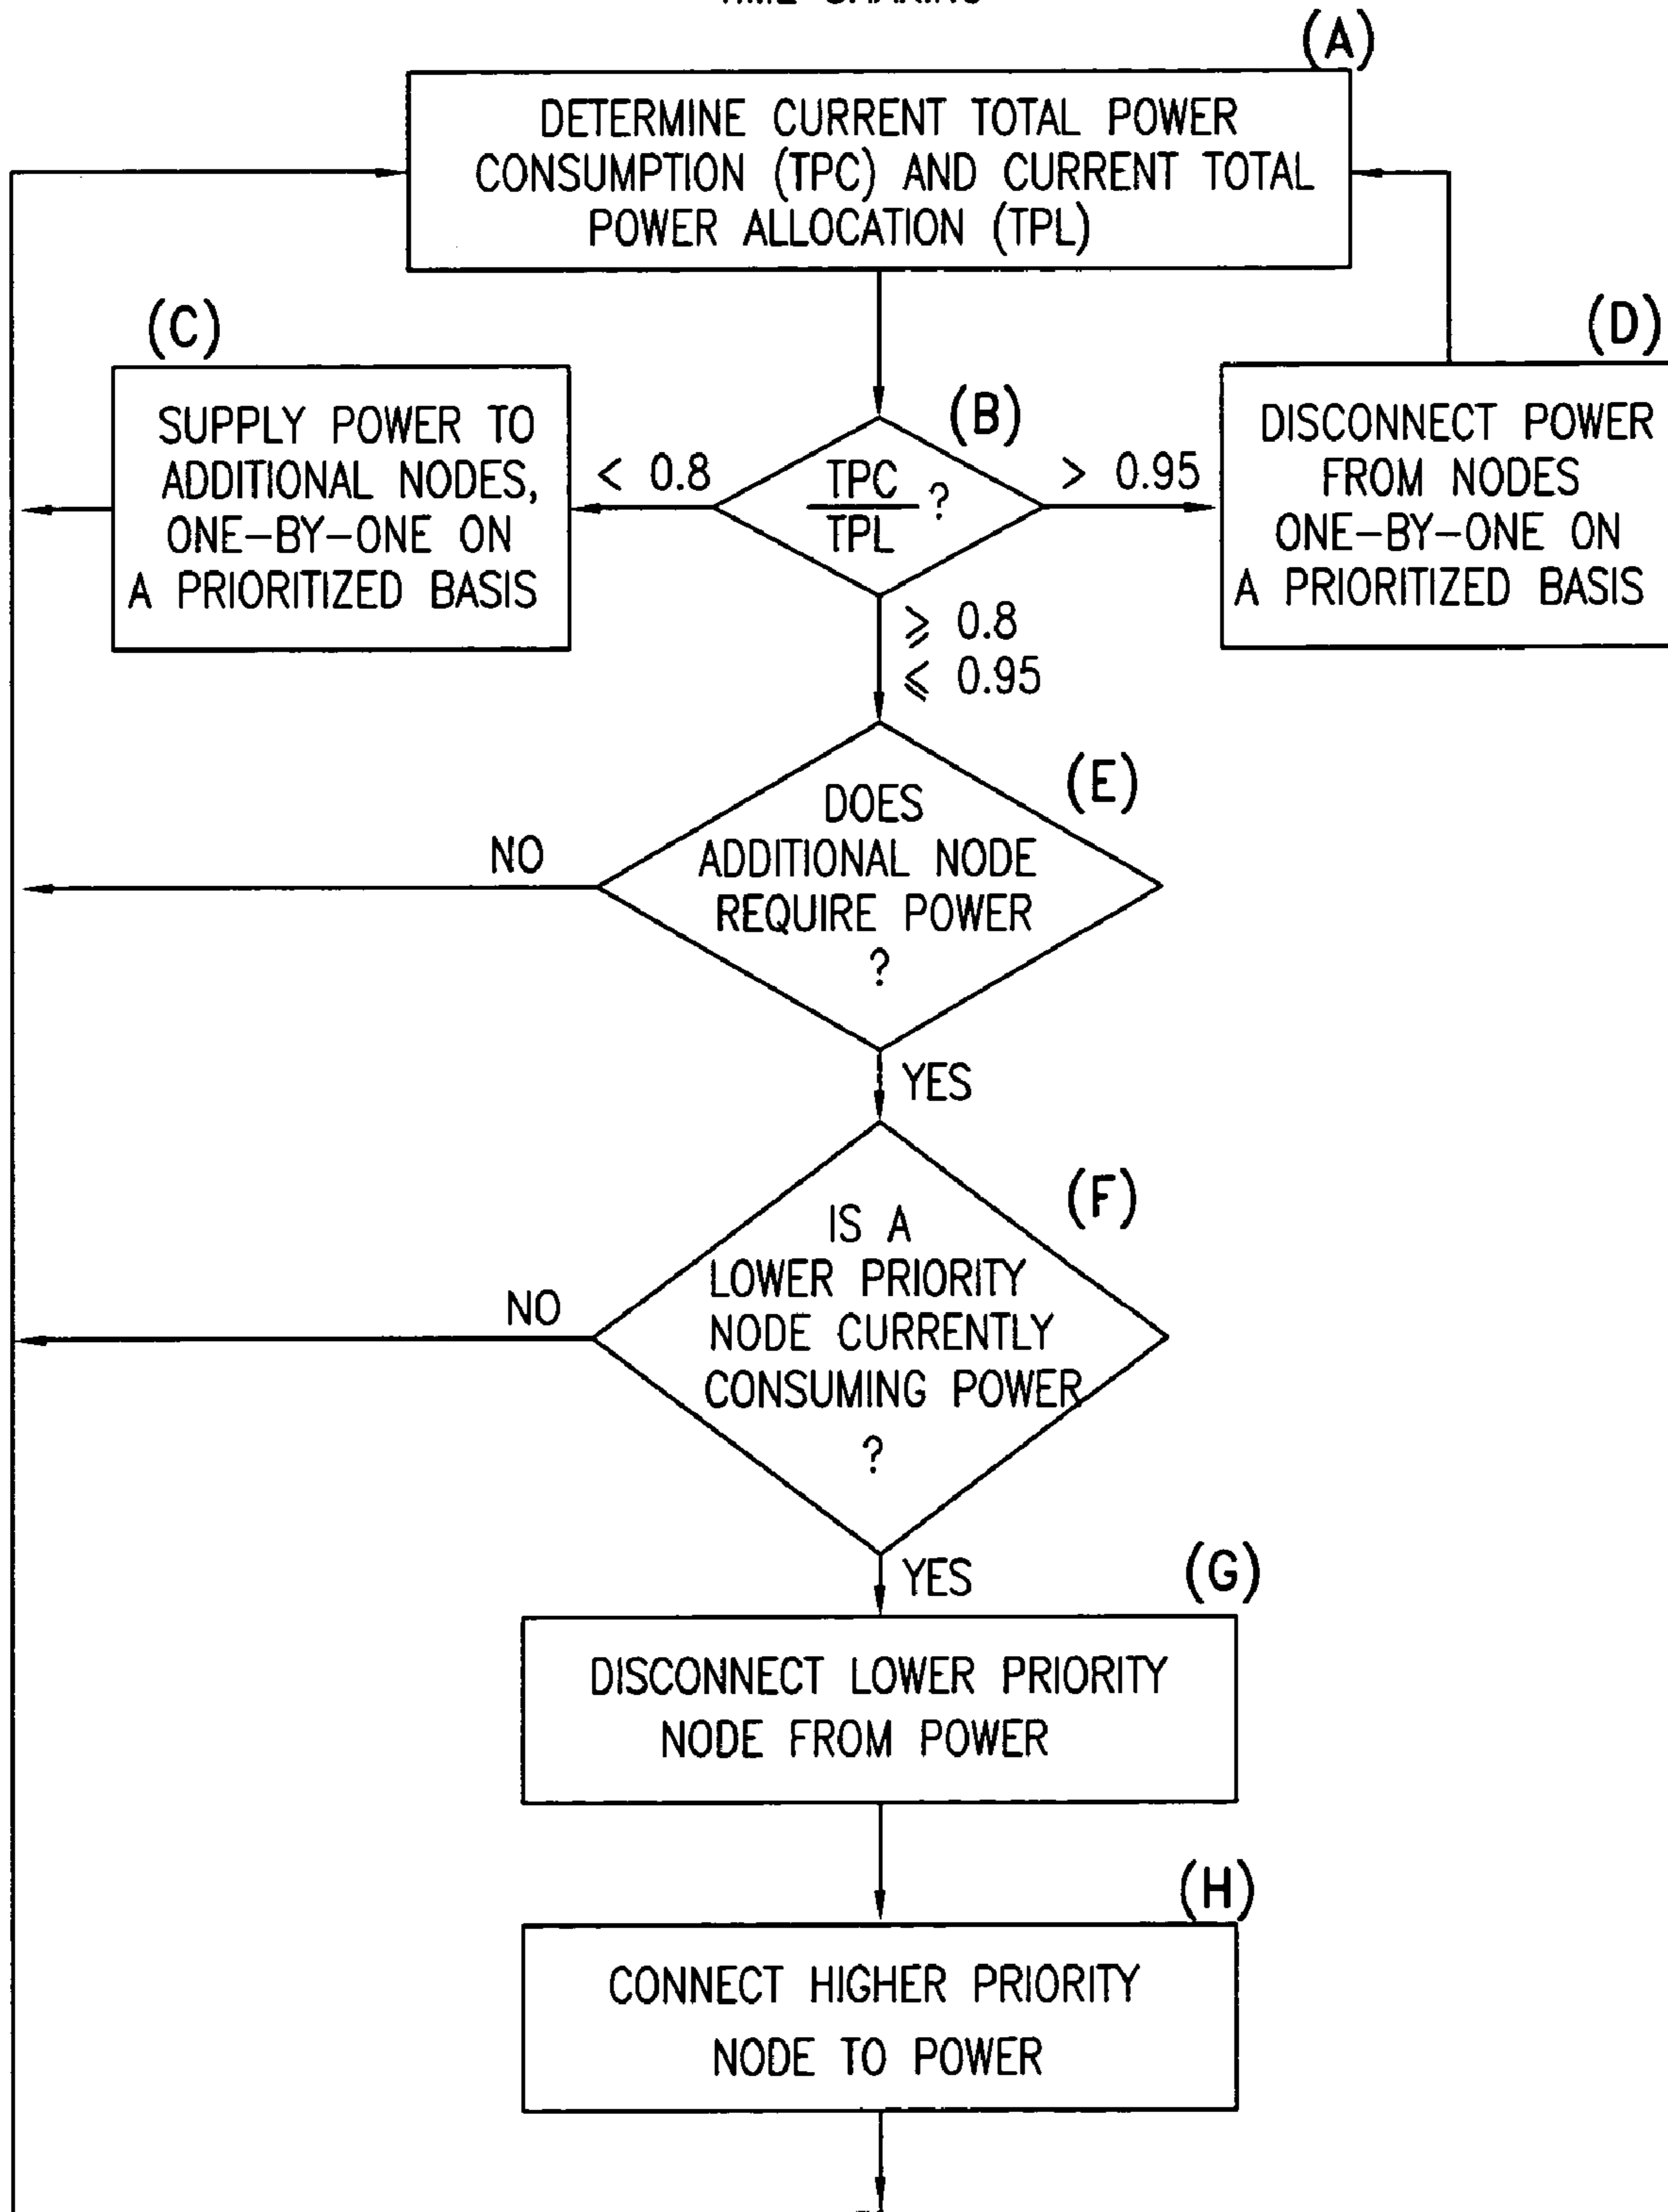 (A)
DETERMINE CURRENT TOTAL POWER
CONSUMPTION (TPC) AND CURRENT TOTAL
POWER ALLOCATION (TPL)
(C)
SUPPLY POWER TO
ADDITIONAL NODES,
ONE-BY-ONE ON
A PRIORITIZED BASIS
< 0.8
(B)
TPC
TPL
?
> 0.95
(D)
DISCONNECT POWER
FROM NODES
ONE-BY-ONE ON
A PRIORITIZED BASIS
⩾ 0.8
⩽ 0.95
(E)
DOES
ADDITIONAL NODE
REQUIRE POWER
?
NO
YES
(F)
IS A
LOWER PRIORITY
NODE CURRENTLY
CONSUMING POWER
?
NO
YES
(G)
DISCONNECT LOWER PRIORITY
NODE FROM POWER
(H)
CONNECT HIGHER PRIORITY
NODE TO POWER